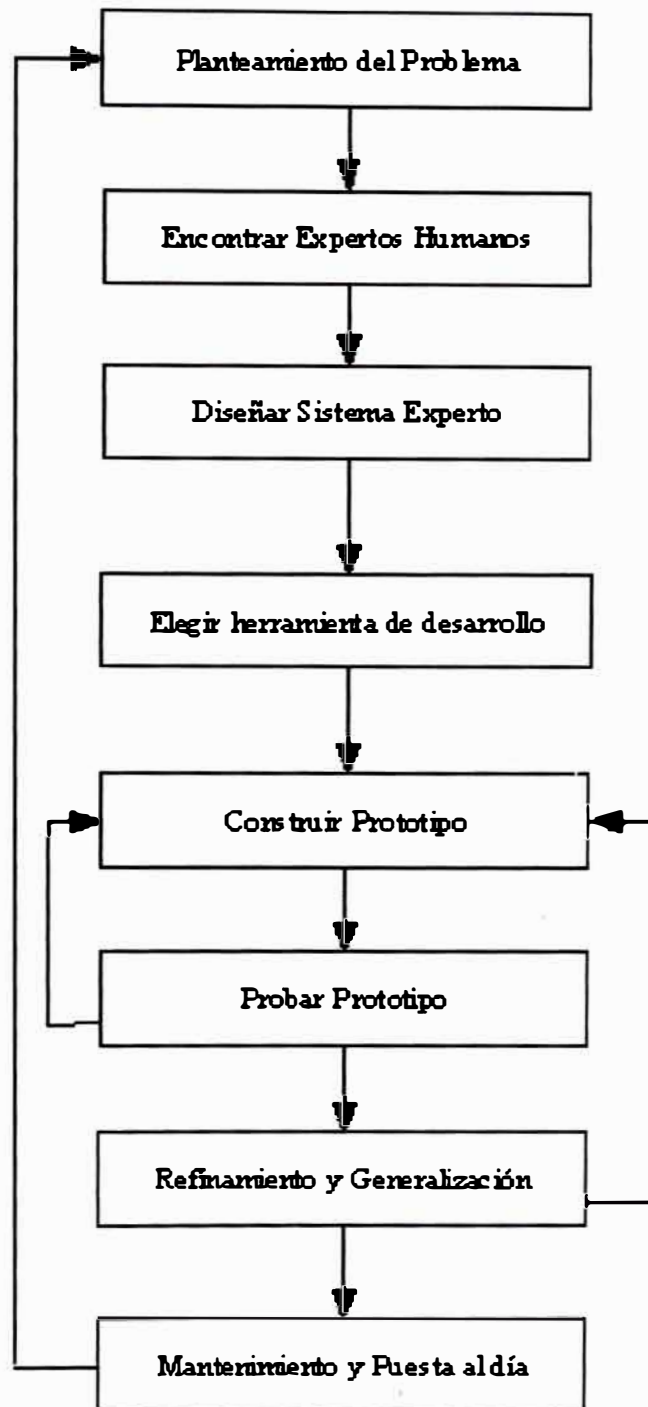 Planteamiento del Problema
Encontrar Expertos Humanos
Diseñar Sistema Experto
Elegir herramienta de desarrollo
Construir Prototipo
Probar Prototipo
Refinamiento y Generalización
Mantenimiento y Puesta al día